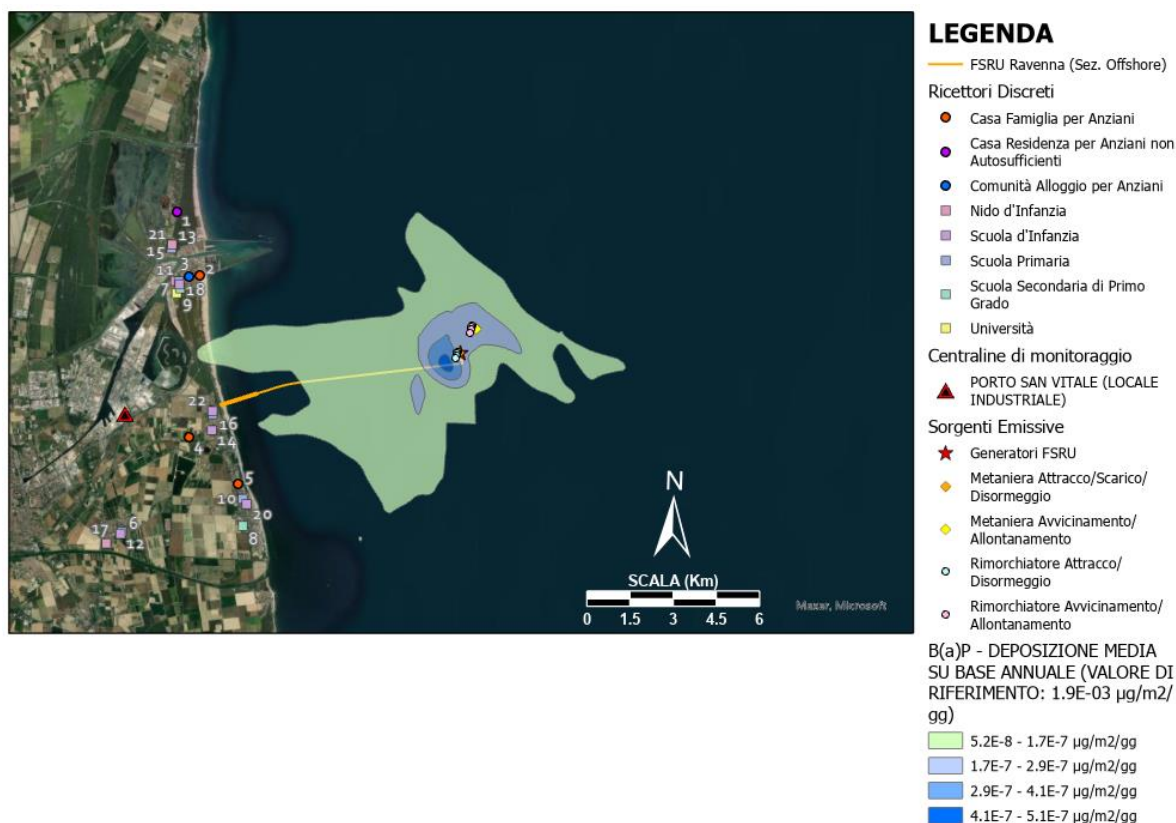 1
21
13
15
3
2
11
7
18
9
22
16
14
4
5
10
20
8
17
6
12
N
SCALA (Km)
0 1.5 3 4.5 6
Maxar, Microsoft
LEGENDA
FSRU Ravenna (Sez. Offshore)
Ricettori Discreti
Casa Famiglia per Anziani
Casa Residenza per Anziani non
Autosufficienti
Comunità Alloggio per Anziani
Nido d'Infanzia
Scuola d'Infanzia
Scuola Primaria
Scuola Secondaria di Primo
Grado
Università
Centraline di monitoraggio
PORTO SAN VITALE (LOCALE
INDUSTRIALE)
Sorgenti Emissive
Generatori FSRU
Metaniera Attracco/Scarico/
Disormeggio
Metaniera Avvicinamento/
Allontanamento
Rimorchiatore Attracco/
Disormeggio
Rimorchiatore Avvicinamento/
Allontanamento
B(a)P - DEPOSIZIONE MEDIA
SU BASE ANNUALE (VALORE DI
RIFERIMENTO: 1.9E-03 µg/m2/
gg)
5.2E-8 - 1.7E-7 µg/m2/gg
1.7E-7 - 2.9E-7 µg/m2/gg
2.9E-7 - 4.1E-7 µg/m2/gg
4.1E-7 - 5.1E-7 µg/m2/gg